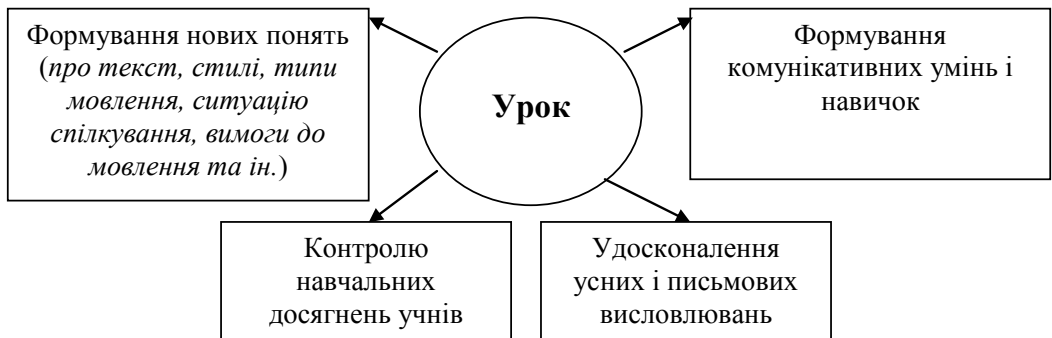 Формування нових понять
(про текст, стилі, типи
мовлення, ситуацію
спілкування, вимоги до
мовлення та ін.)
Урок
Формування
комунікативних умінь і
навичок
Контролю
навчальних
досягнень учнів
Удосконалення
усних і письмових
висловлювань